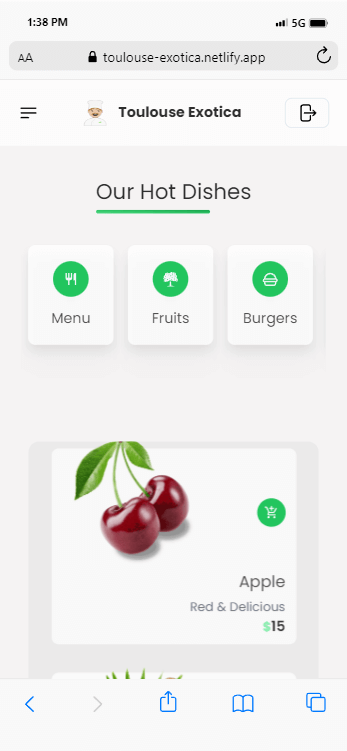 1:38 PM
5G
AA
toulouse-exotica.netlify.app
Toulouse Exotica
Our Hot Dishes
Menu
Fruits
Burgers
Apple
Red & Delicious
$15